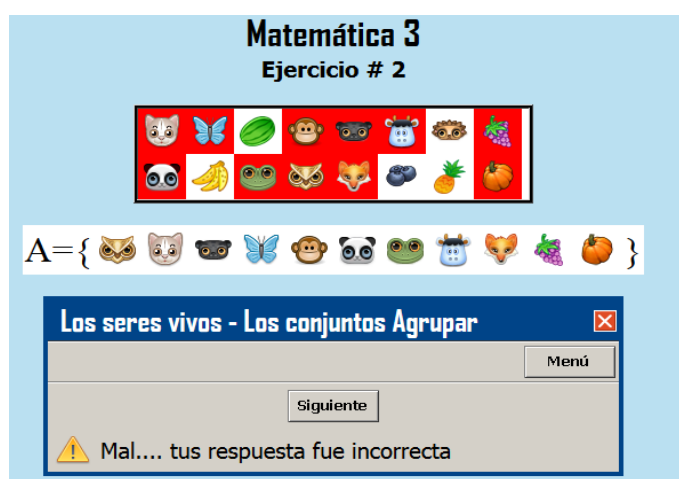 Matemática 3
Ejercicio # 2
A={ }
Los seres vivos - Los conjuntos Agrupar
Menú
Siguiente
Mal.... tus respuesta fue incorrecta